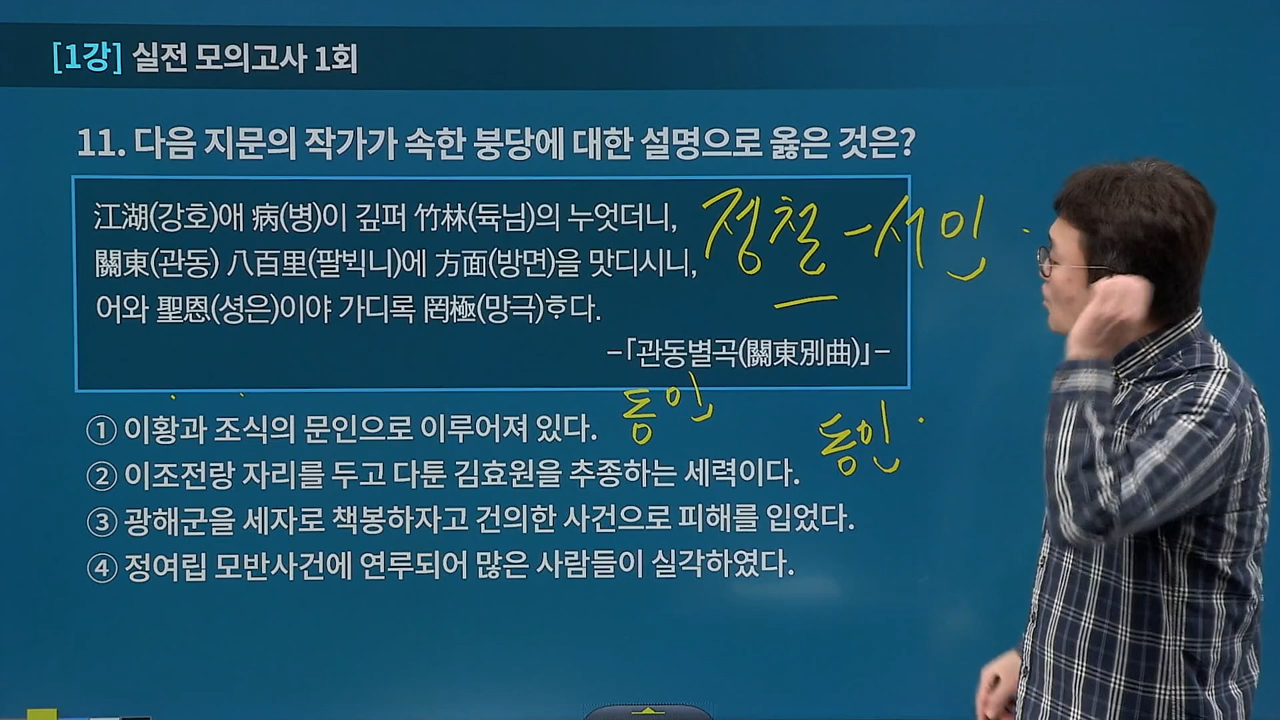 [1강] 실전 모의고사 1회
11. 다음 지문의 작가가 속한 붕당에 대한 설명으로 옳은 것은?
江湖(강호)애 病(병)이 깊퍼 竹林(듁님)의 누엇더니,
關東(관동) 八百里(팔빅니)에 方面(방면)을 맛디시니,
어와 聖恩(셩은)이야 가디록 罔極(망극)ᄒᆞ다.
-「관동별곡(關東別曲)」-
정철 - 서인
① 이황과 조식의 문인으로 이루어져 있다.
동인
② 이조전랑 자리를 두고 다툰 김효원을 추종하는 세력이다.
동인
③ 광해군을 세자로 책봉하자고 건의한 사건으로 피해를 입었다.
④ 정여립 모반사건에 연루되어 많은 사람들이 실각하였다.